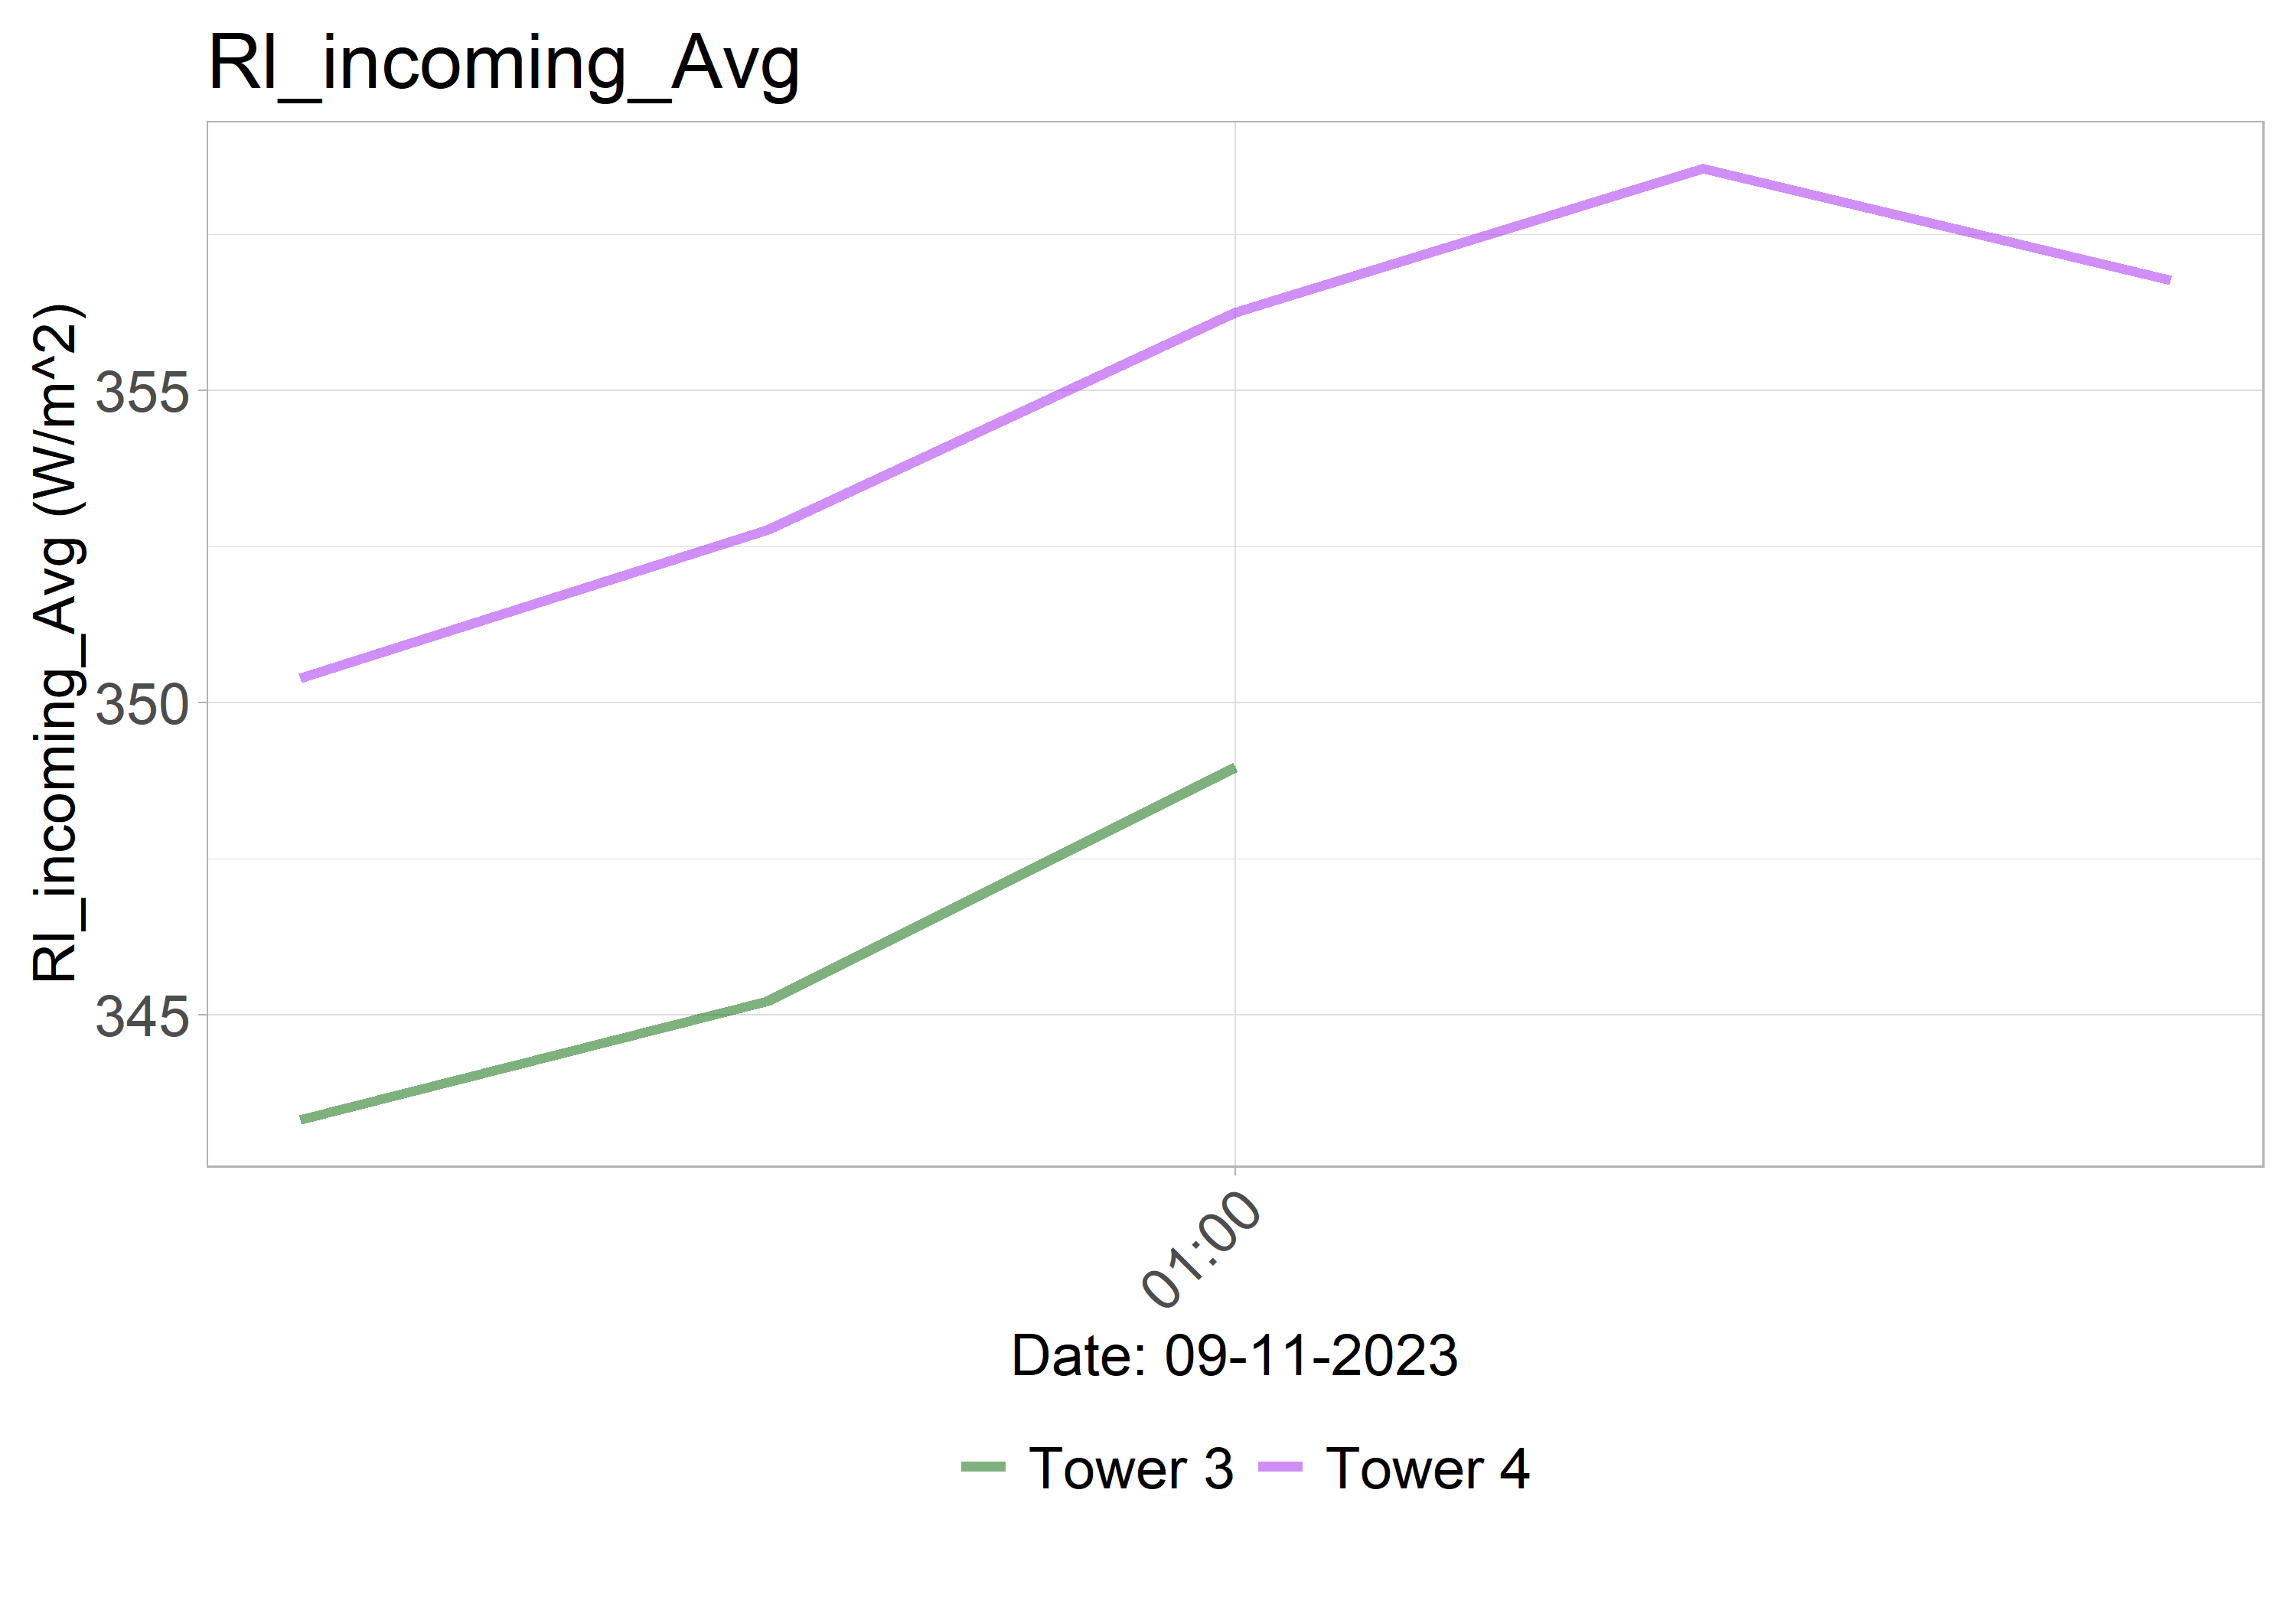 Rl_incoming_Avg
Rl_incoming_Avg (W/m^2)
355
350
345
01:00
Date: 09-11-2023
Tower 3
Tower 4